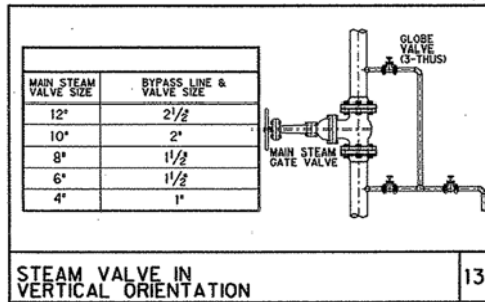 MAIN STEAM VALVE SIZE
BYPASS LINE & VALVE SIZE
12" 2 1/2"
10" 2"
8" 1 1/2"
6" 1 1/2"
4" 1"
GLOBE
VALVE
(3-THUS)
MAIN STEAM
GATE VALVE
STEAM VALVE IN
VERTICAL ORIENTATION
13